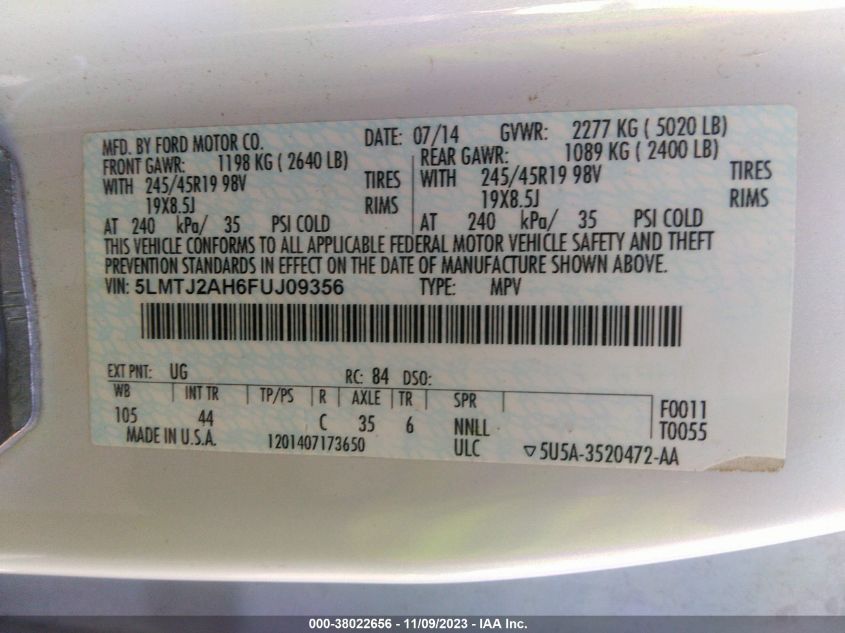 MFD. BY FORD MOTOR CO. DATE: 07/14 GVWR: 2277 KG ( 5020 LB)
FRONT GAWR: 1198 KG ( 2640 LB) REAR GAWR: 1089 KG ( 2400 LB)
WITH 245/45R19 98V TIRES WITH 245/45R19 98V TIRES
19X8.5J RIMS 19X8.5J RIMS
AT 240 kPa/ 35 PSI COLD AT 240 kPa/ 35 PSI COLD
THIS VEHICLE CONFORMS TO ALL APPLICABLE FEDERAL MOTOR VEHICLE SAFETY AND THEFT
PREVENTION STANDARDS IN EFFECT ON THE DATE OF MANUFACTURE SHOWN ABOVE.
VIN: 5LMTJ2AH6FUJ09356 TYPE: MPV
EXT PNT: UG RC: 84 DSO:
WB INT TR TP/PS R AXLE TR SPR F0011
105 44 C 35 6 NNLL T0055
MADE IN U.S.A. 1201407173650 ULC ▽5U5A-3520472-AA
000-38022656 - 11/09/2023 - IAA Inc.